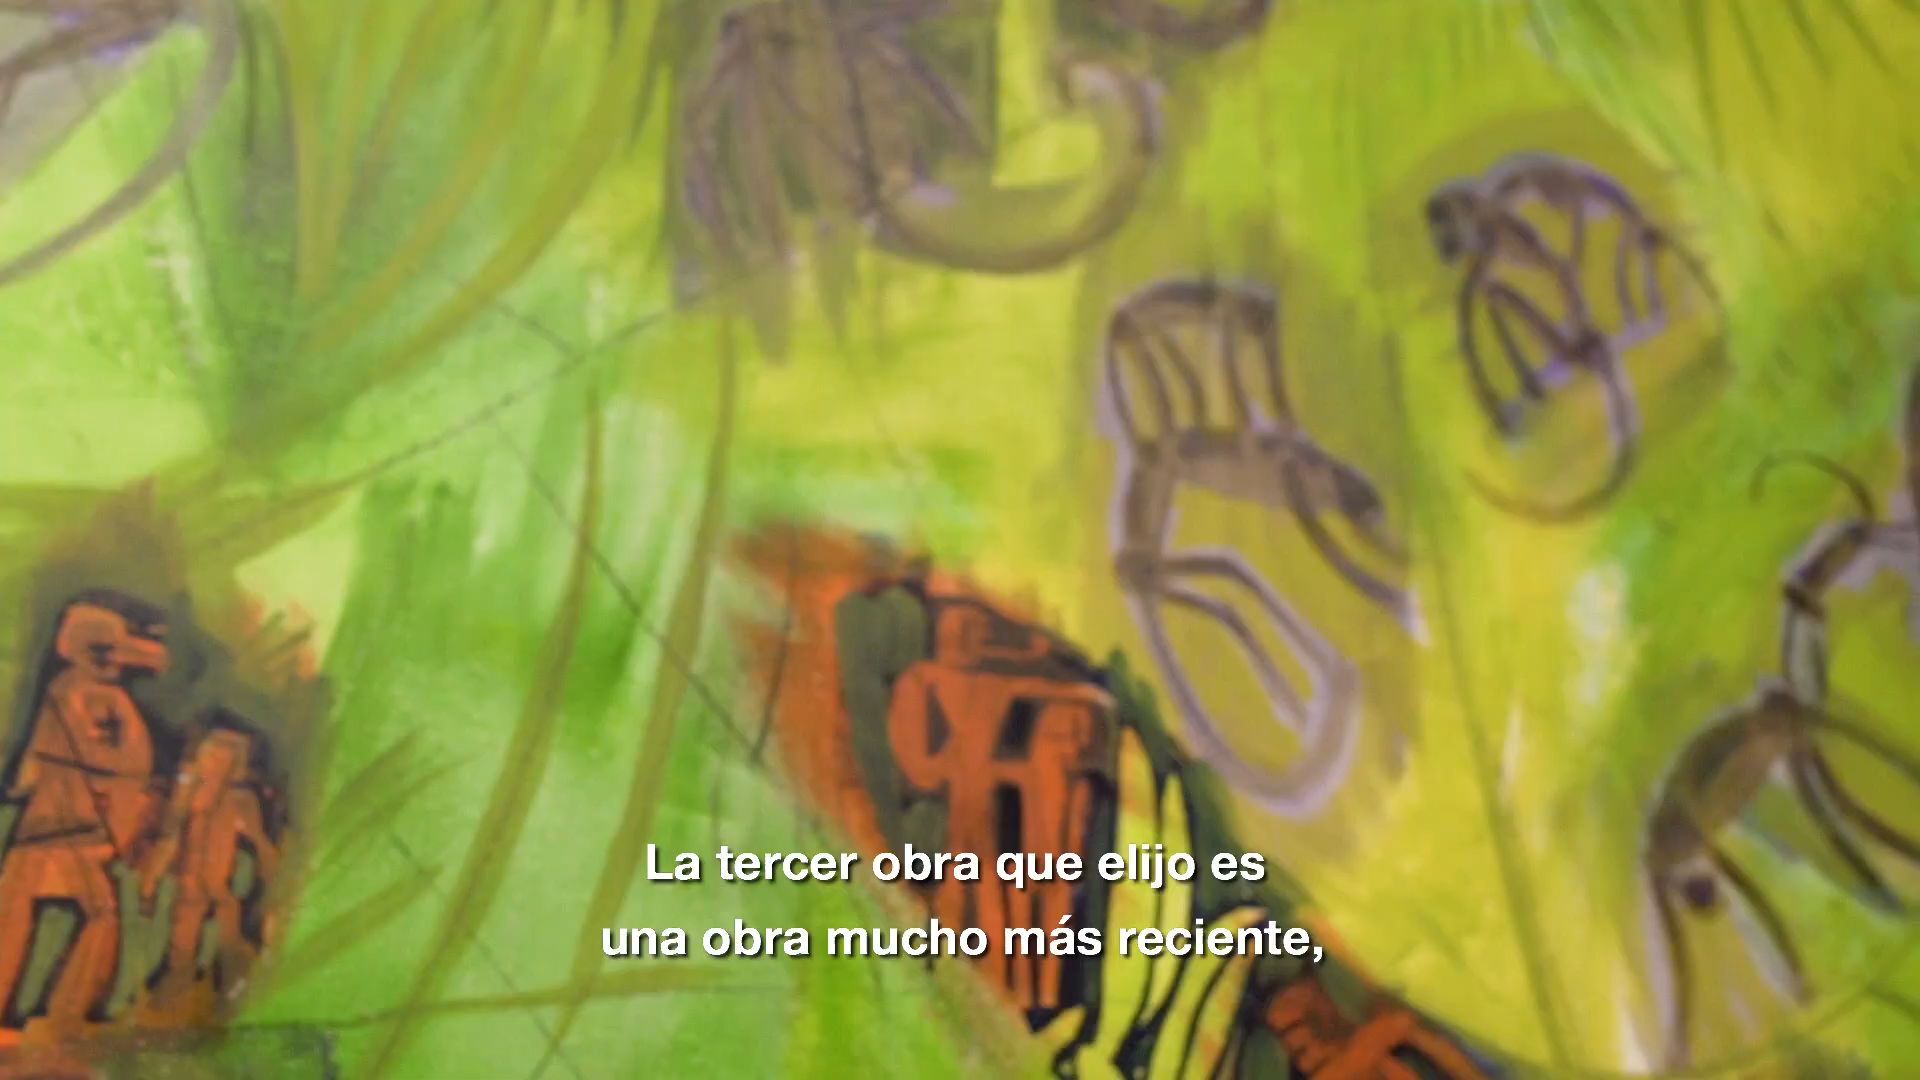 La tercer obra que elijo es
una obra mucho más reciente,